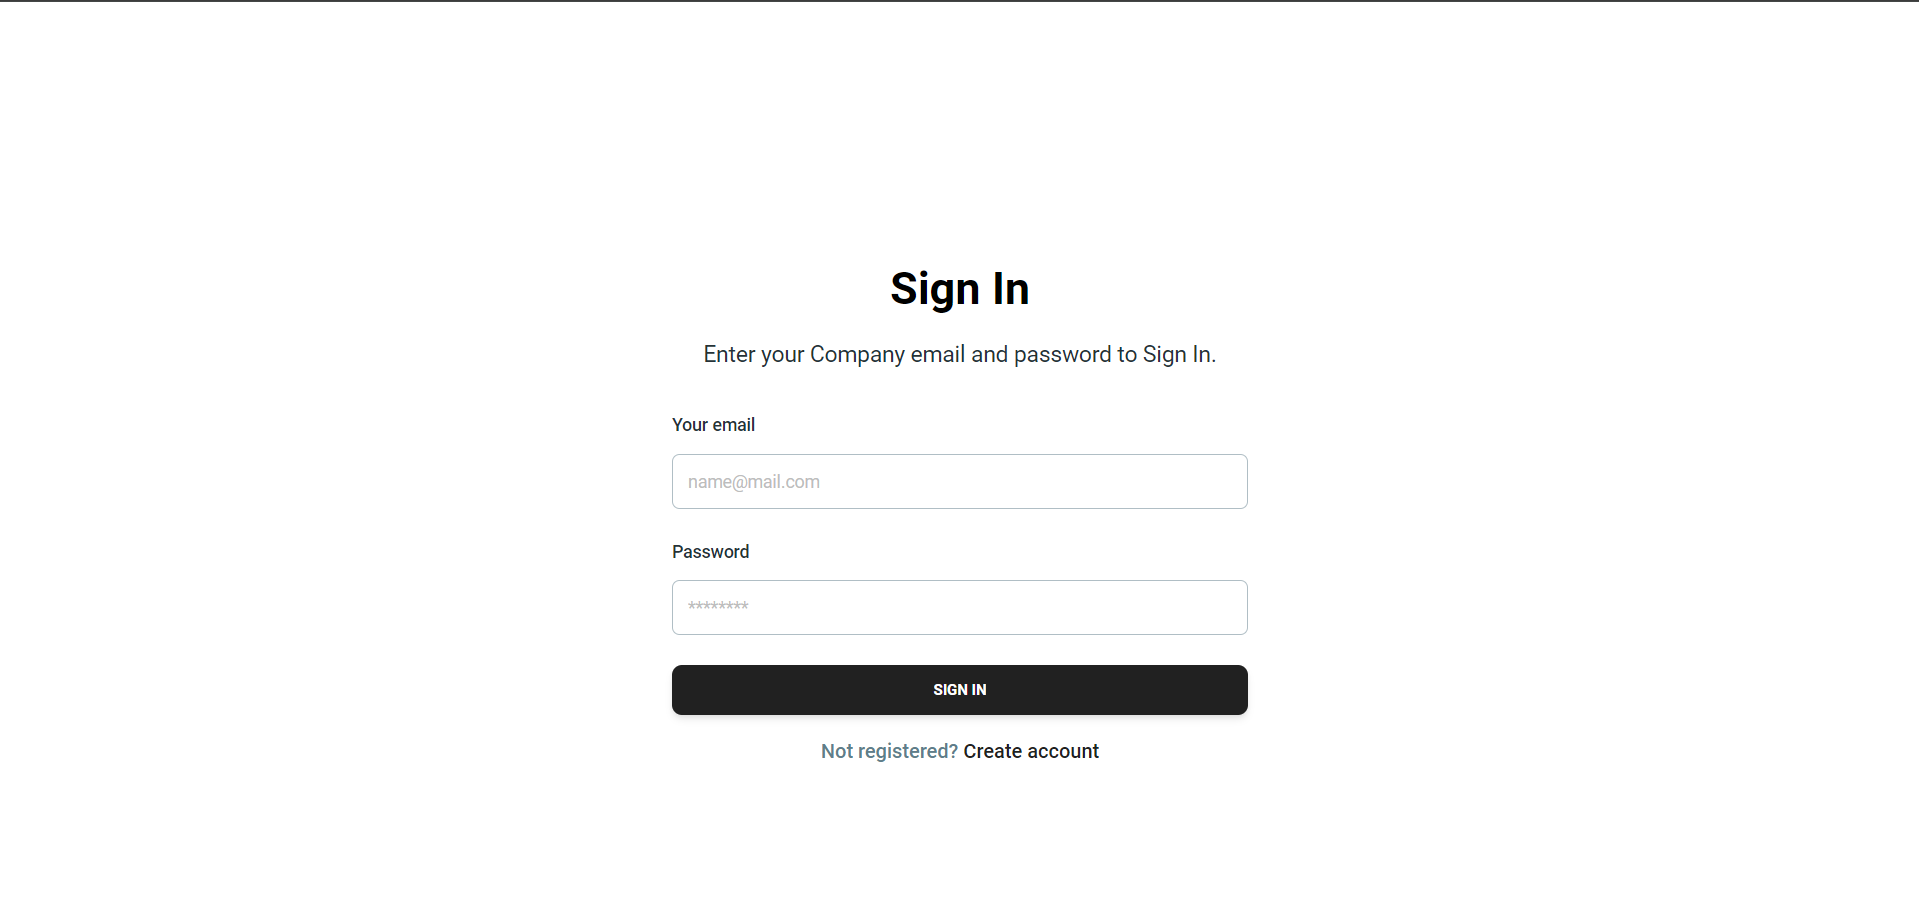 Sign In
Enter your Company email and password to Sign In.
Your email
name@mail.com
Password
********
SIGN IN
Not registered? Create account